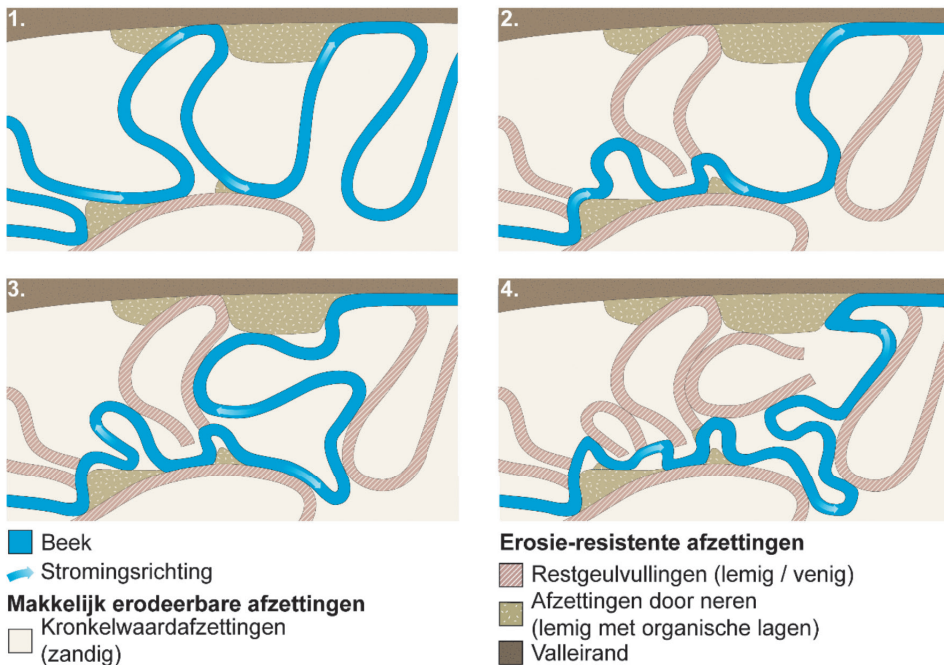 1.
2.
3.
4.
Beek
Stromingsrichting
Makkelijk erodeerbare afzettingen
Kronkelwaardafzettingen
(zandig)
Erosie-resistente afzettingen
Restgeulvullingen (lemig / venig)
Afzettingen door neren
(lemig met organische lagen)
Valleirand